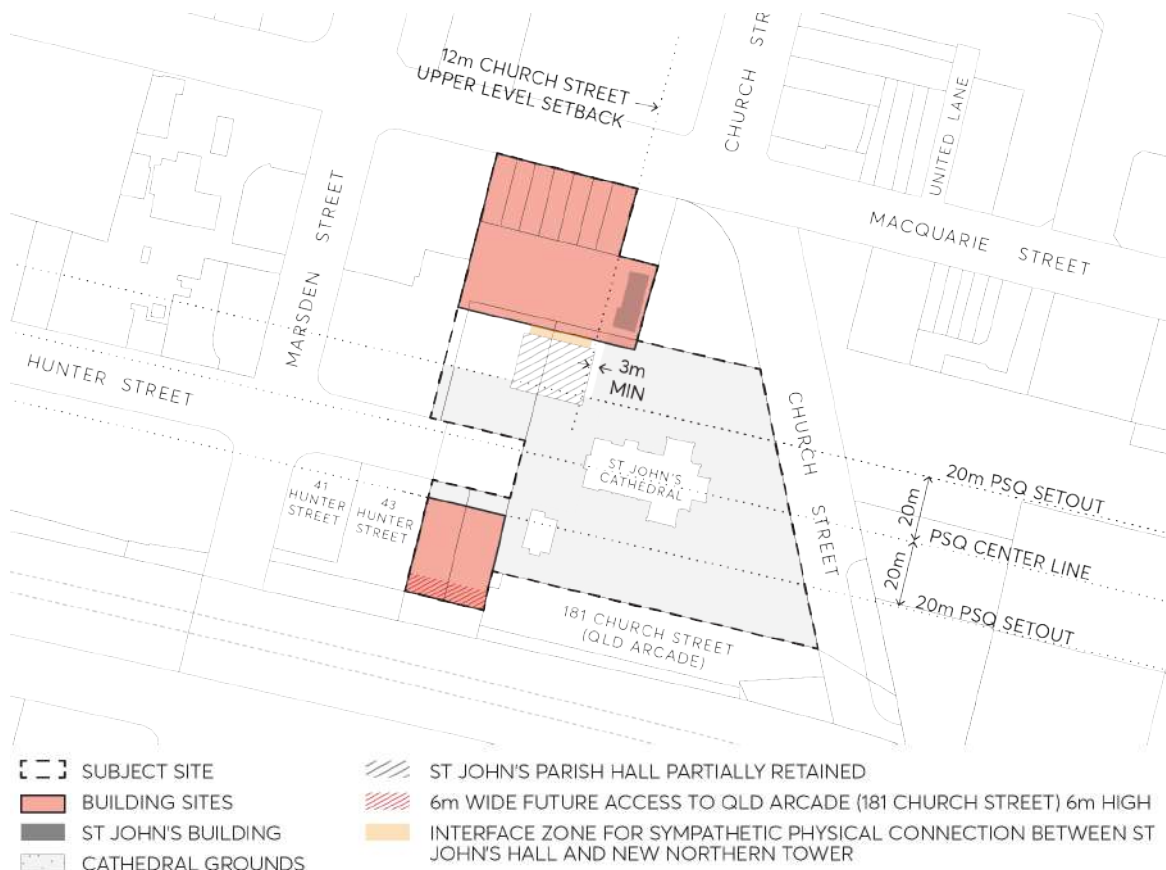 12m CHURCH STREET
UPPER LEVEL SETBACK
CHURCH STR
UNITED LANE
MACQUARIE STREET
MARSDEN STREET
HUNTER STREET
3m
MIN
CHURCH STREET
ST JOHN'S
CATHEDRAL
41
HUNTER
STREET
43
HUNTER
STREET
20m PSQ SETOUT
20m
PSQ CENTER LINE
20m
20m PSQ SETOUT
181 CHURCH STREET
(QLD ARCADE)
SUBJECT SITE
BUILDING SITES
ST JOHN'S BUILDING
CATHEDRAL GROUNDS
ST JOHN'S PARISH HALL PARTIALLY RETAINED
6m WIDE FUTURE ACCESS TO QLD ARCADE (181 CHURCH STREET) 6m HIGH
INTERFACE ZONE FOR SYMPATHETIC PHYSICAL CONNECTION BETWEEN ST
JOHN'S HALL AND NEW NORTHERN TOWER